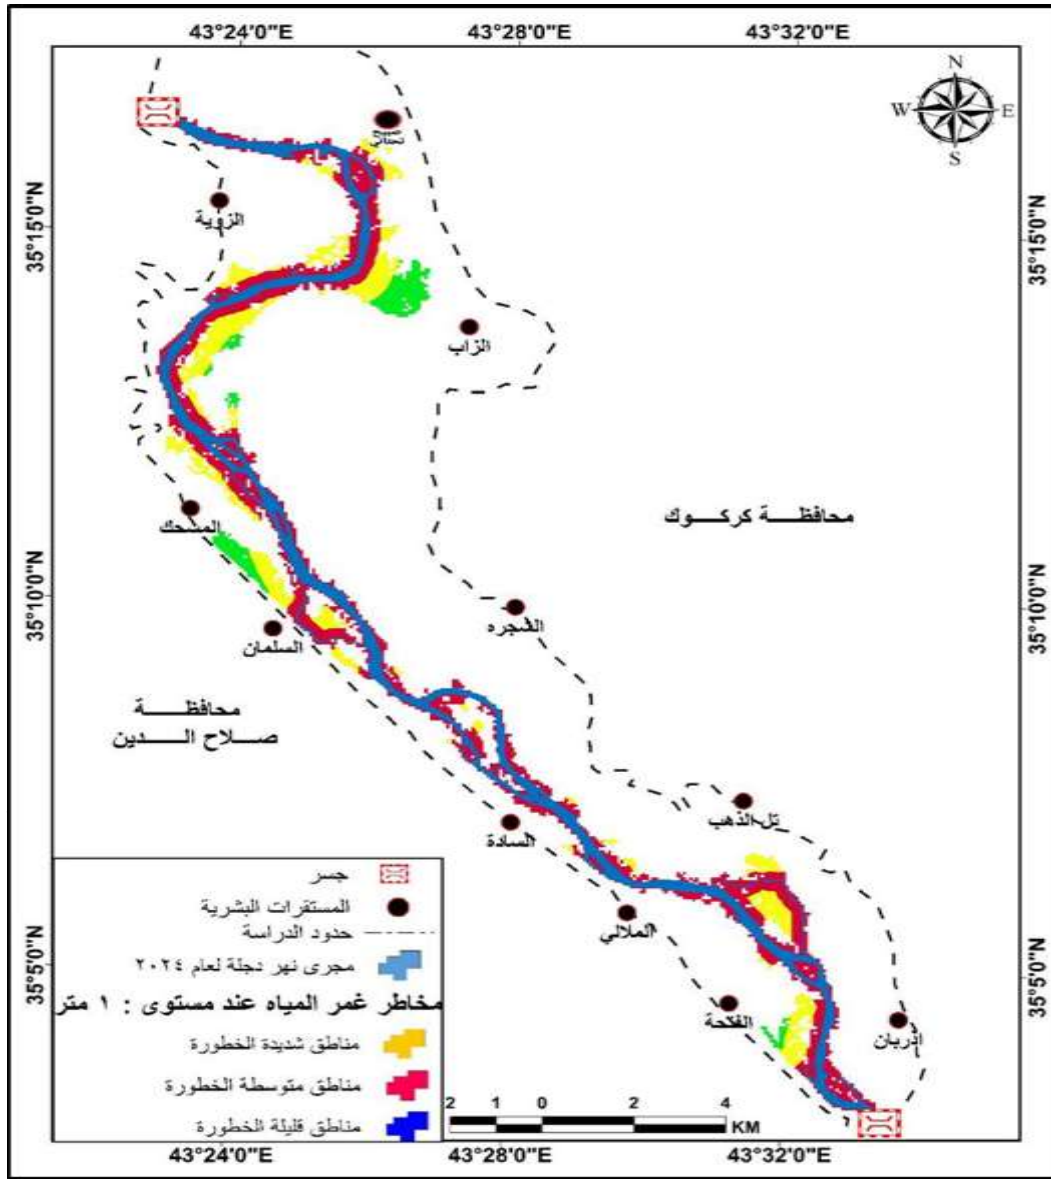 43°24'0"E 43°28'0"E 43°32'0"E
N
W E
S
35°15'0"N
35°15'0"N
الزوية
الزاب
المسحك
محافظـــة كركـــوك
35°10'0"N
35°10'0"N
الشجره
السلمان
محافظـــة
صـــلاح الـــدين
تل الذهب
السادة
الملالي
35°5'0"N
35°5'0"N
الفتحة
اذربان
جسر
المستقرات البشرية
حدود الدراسة
مجرى نهر دجلة لعام ٢٠٢٤
مخاطر غمر المياه عند مستوى : ١ متر
مناطق شديدة الخطورة
مناطق متوسطة الخطورة
مناطق قليلة الخطورة
2 1 0 2 4
KM
43°24'0"E 43°28'0"E 43°32'0"E